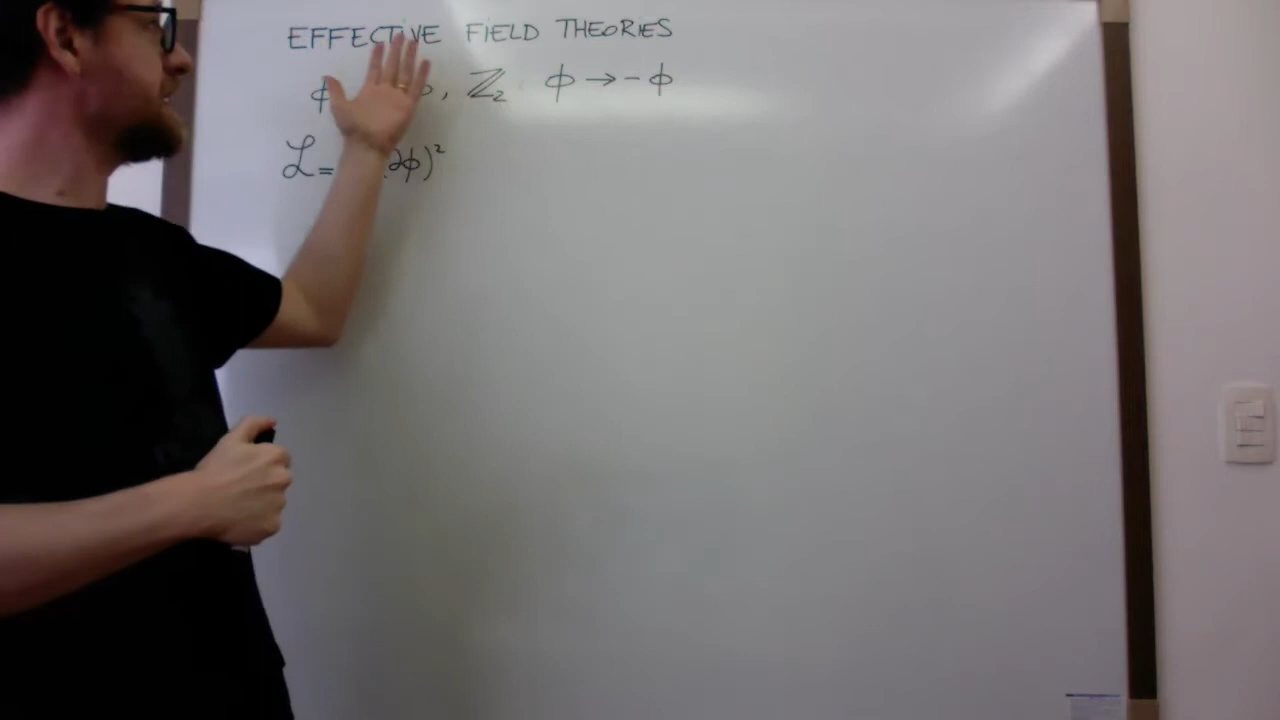 EFFECTIVE FIELD THEORIES
ϕ , ℤ₂ ϕ → -ϕ
ℒ = (∂ϕ)²